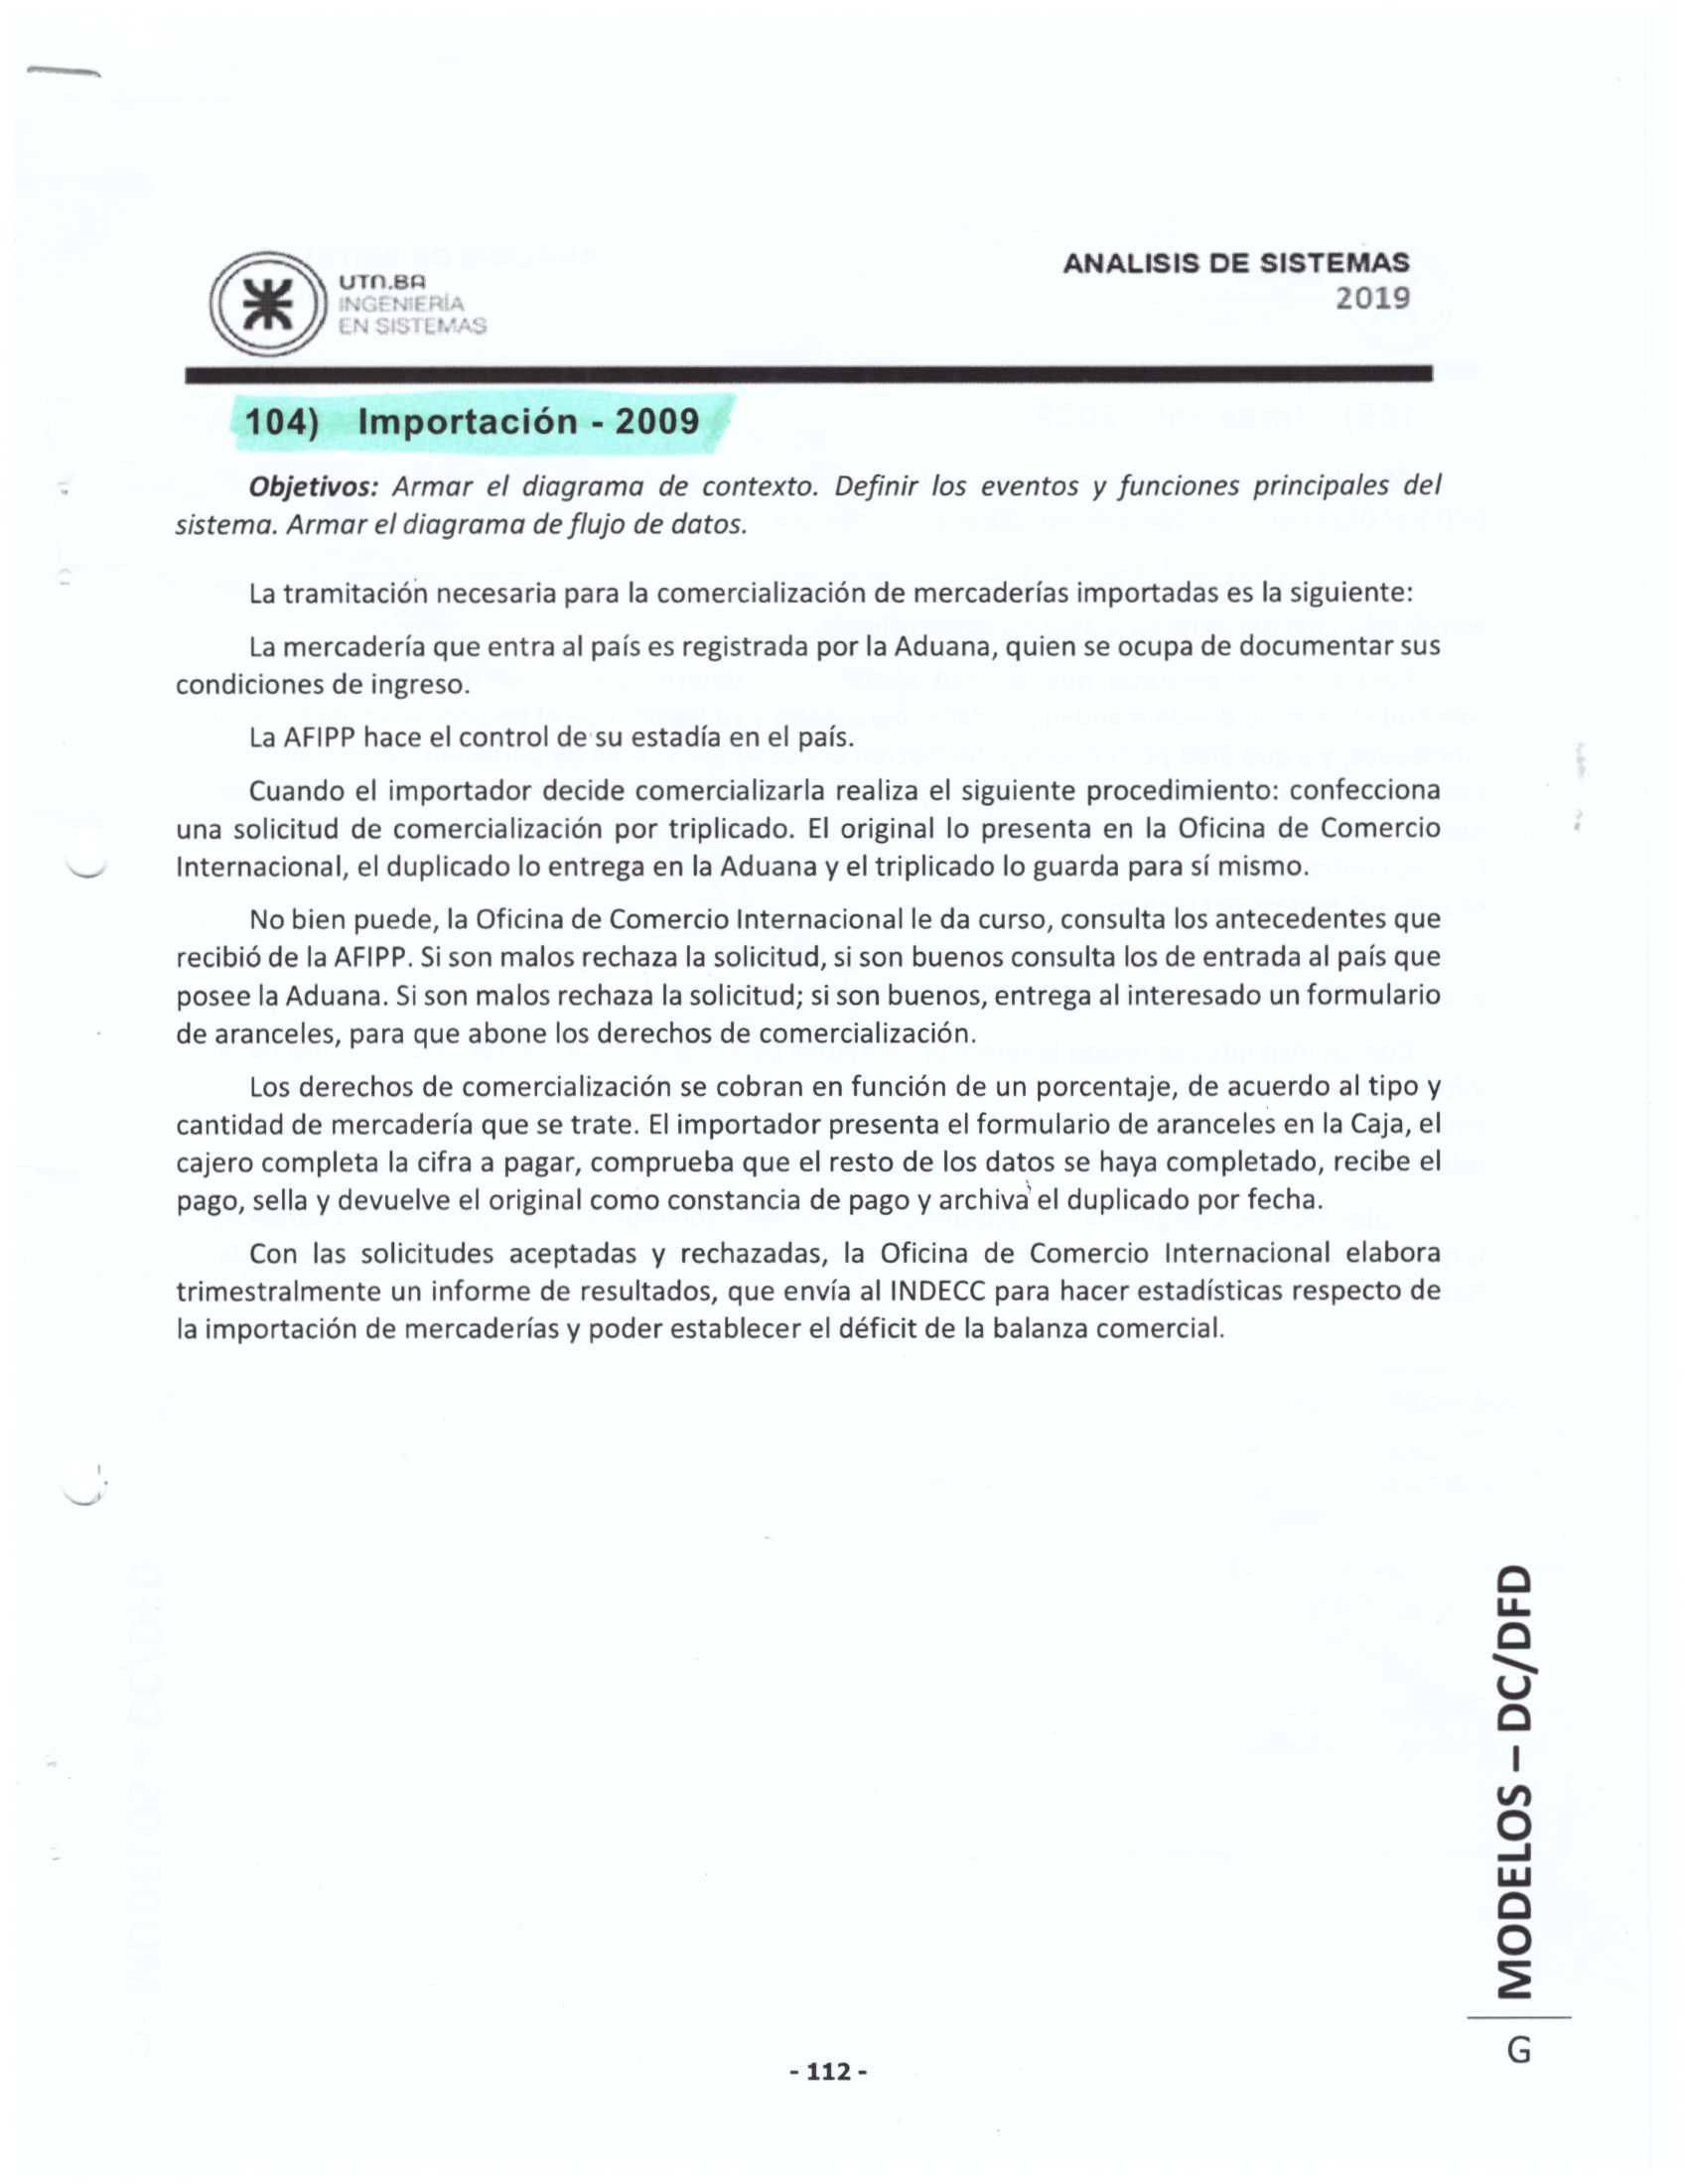 UTN.BA
INGENIERÍA
EN SISTEMAS
ANALISIS DE SISTEMAS
2019
104) Importación - 2009
Objetivos: Armar el diagrama de contexto. Definir los eventos y funciones principales del
sistema. Armar el diagrama de flujo de datos.
La tramitación necesaria para la comercialización de mercaderías importadas es la siguiente:
La mercadería que entra al país es registrada por la Aduana, quien se ocupa de documentar sus
condiciones de ingreso.
La AFIPP hace el control de su estadía en el país.
Cuando el importador decide comercializarla realiza el siguiente procedimiento: confecciona
una solicitud de comercialización por triplicado. El original lo presenta en la Oficina de Comercio
Internacional, el duplicado lo entrega en la Aduana y el triplicado lo guarda para sí mismo.
No bien puede, la Oficina de Comercio Internacional le da curso, consulta los antecedentes que
recibió de la AFIPP. Si son malos rechaza la solicitud, si son buenos consulta los de entrada al país que
posee la Aduana. Si son malos rechaza la solicitud; si son buenos, entrega al interesado un formulario
de aranceles, para que abone los derechos de comercialización.
Los derechos de comercialización se cobran en función de un porcentaje, de acuerdo al tipo y
cantidad de mercadería que se trate. El importador presenta el formulario de aranceles en la Caja, el
cajero completa la cifra a pagar, comprueba que el resto de los datos se haya completado, recibe el
pago, sella y devuelve el original como constancia de pago y archiva el duplicado por fecha.
Con las solicitudes aceptadas y rechazadas, la Oficina de Comercio Internacional elabora
trimestralmente un informe de resultados, que envía al INDECC para hacer estadísticas respecto de
la importación de mercaderías y poder establecer el déficit de la balanza comercial.
MODELOS – DC/DFD
G
- 112 -